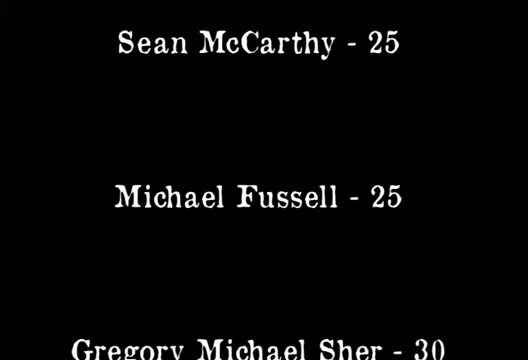 Sean McCarthy - 25
Michael Fussell - 25
Gregory Michael Sher - 30